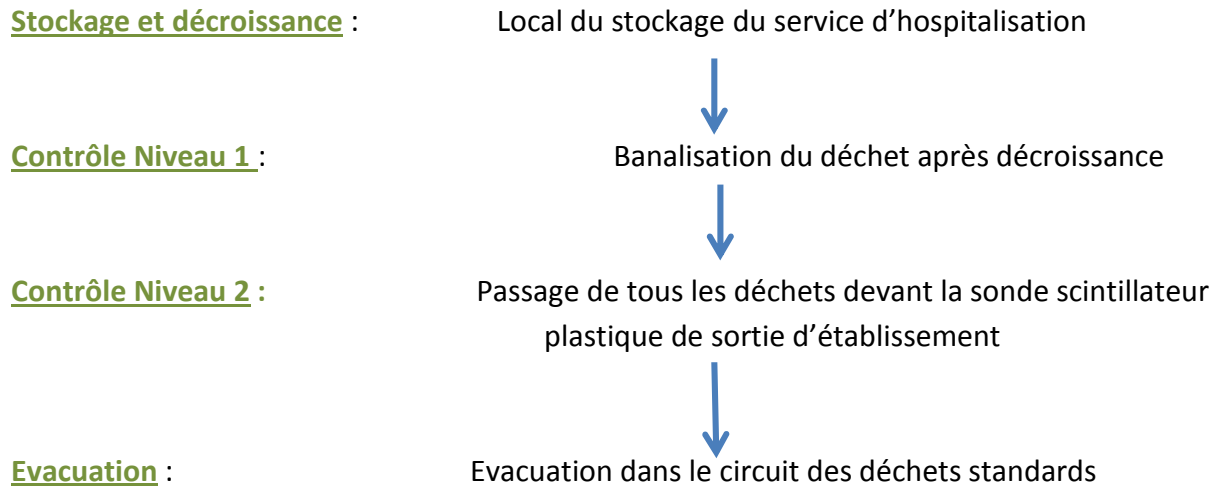 Stockage et décroissance : Local du stockage du service d’hospitalisation
Contrôle Niveau 1 : Banalisation du déchet après décroissance
Contrôle Niveau 2 : Passage de tous les déchets devant la sonde scintillateur
plastique de sortie d’établissement
Evacuation : Evacuation dans le circuit des déchets standards